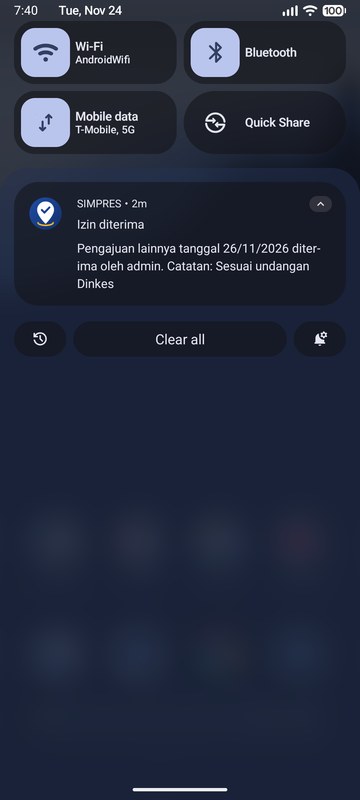 7:40 Tue, Nov 24 100
Wi-Fi
AndroidWifi
Bluetooth
Mobile data
T-Mobile, 5G
Quick Share
SIMPRES • 2m
Izin diterima
Pengajuan lainnya tanggal 26/11/2026 diter-
ima oleh admin. Catatan: Sesuai undangan
Dinkes
Clear all